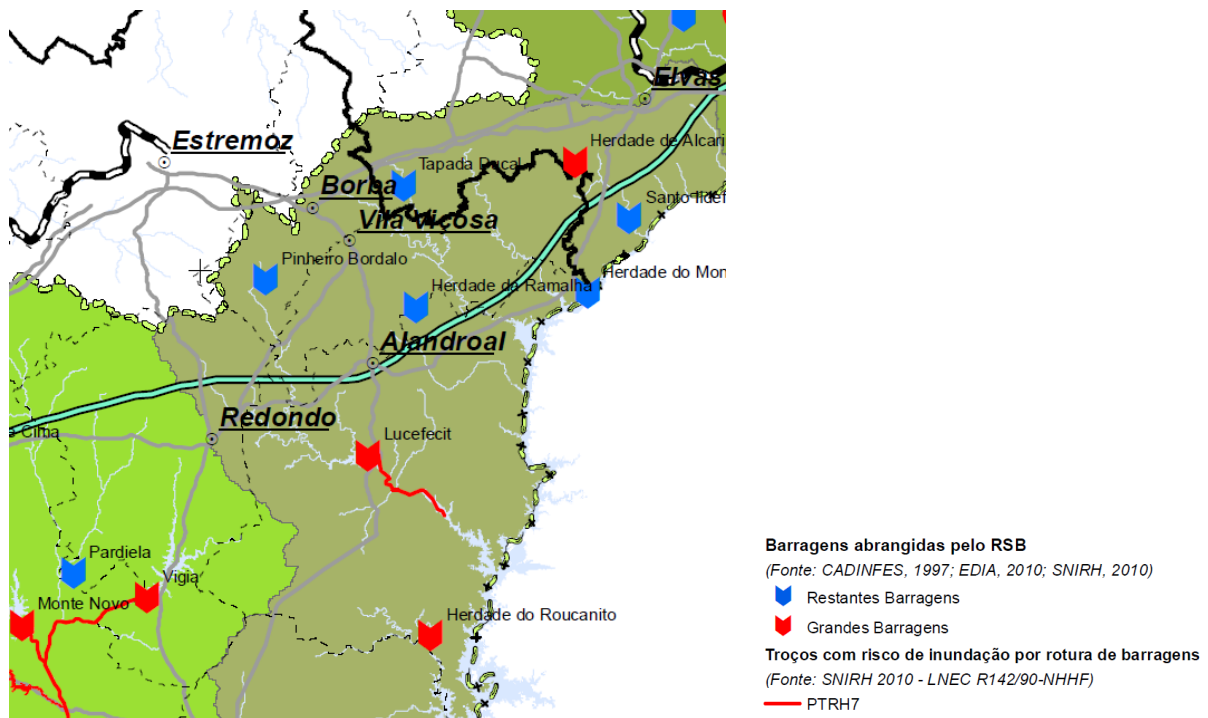 Elvas
Estremoz
Herdade de Alcari
Tapada Ducal
Borba
Santo Ildef
Vila Viçosa
Pinheiro Bordalo
Herdade do Mon
Herdade da Ramalha
Alandroal
Redondo
Cima
Lucefecit
Pardiela
Vigia
Monte Novo
Herdade do Roucanito
Barragens abrangidas pelo RSB
(Fonte: CADINFES, 1997; EDIA, 2010; SNIRH, 2010)
Restantes Barragens
Grandes Barragens
Troços com risco de inundação por rotura de barragens
(Fonte: SNIRH 2010 - LNEC R142/90-NHHF)
PTRH7